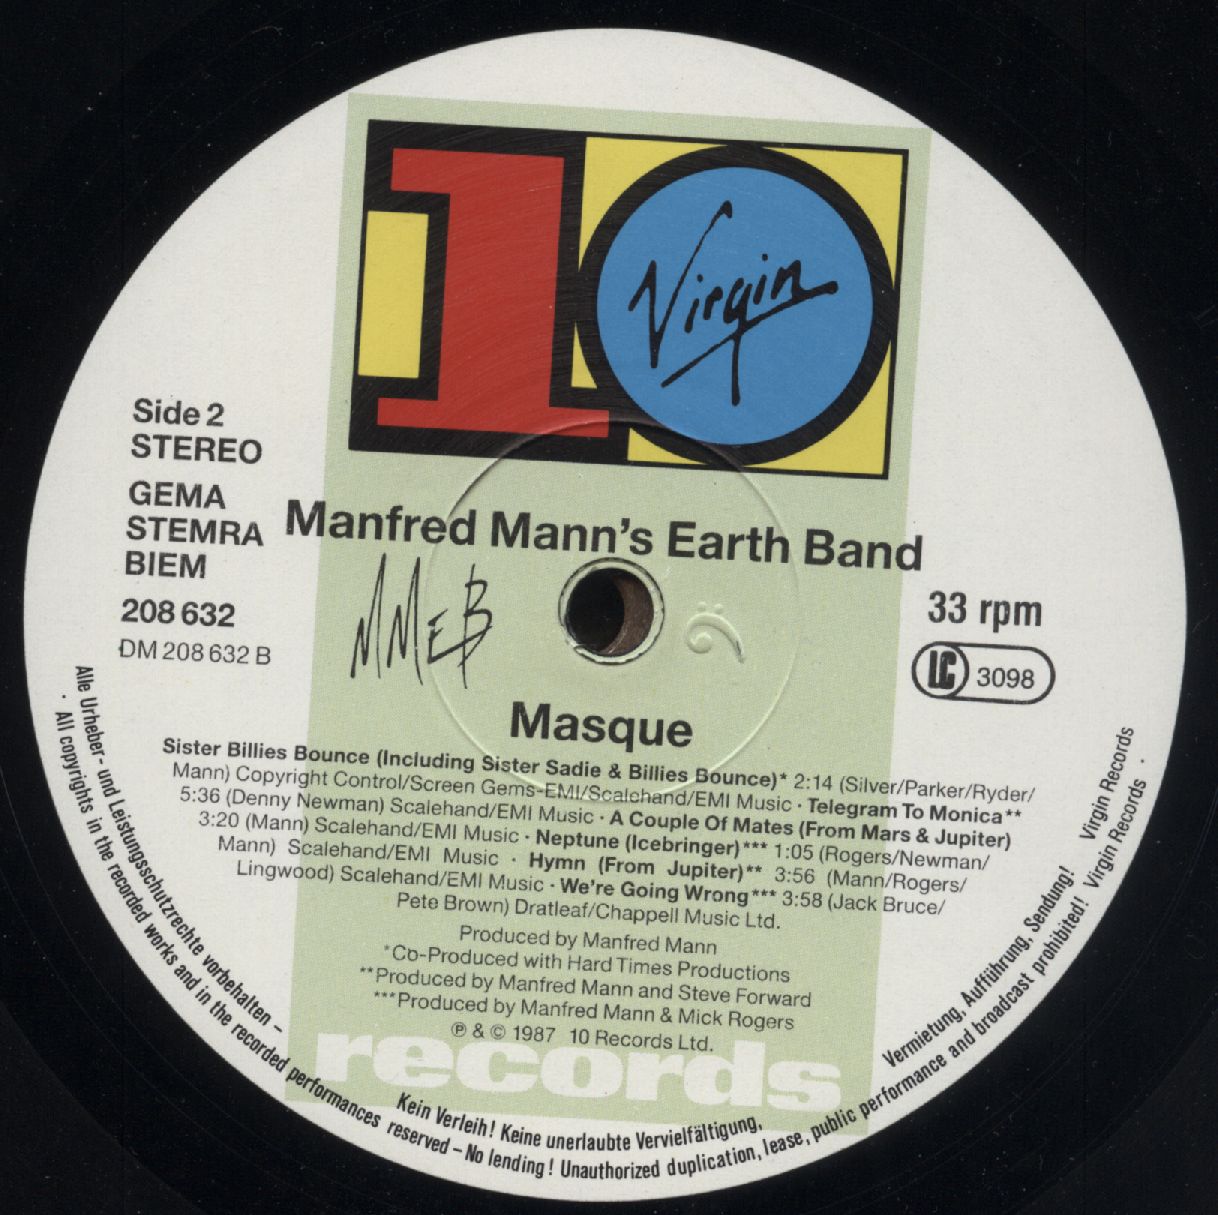 10
Virgin
Side 2
STEREO
GEMA
STEMRA
BIEM
208 632
DM 208 632 B
Manfred Mann's Earth Band
MMEB
33 rpm
LC 3098
Masque
Sister Billies Bounce (Including Sister Sadie & Billies Bounce)* 2:14 (Silver/Parker/Ryder/
Mann) Copyright Control/Screen Gems-EMI/Scalehand/EMI Music · Telegram To Monica**
5:36 (Denny Newman) Scalehand/EMI Music · A Couple Of Mates (From Mars & Jupiter)
3:20 (Mann) Scalehand/EMI Music · Neptune (Icebringer)*** 1:05 (Rogers/Newman/
Mann) Scalehand/EMI Music · Hymn (From Jupiter)** 3:56 (Mann/Rogers/
Lingwood) Scalehand/EMI Music · We're Going Wrong*** 3:58 (Jack Bruce/
Pete Brown) Dratleaf/Chappell Music Ltd.
Produced by Manfred Mann
*Co-Produced with Hard Times Productions
**Produced by Manfred Mann and Steve Forward
***Produced by Manfred Mann & Mick Rogers
℗ & © 1987 10 Records Ltd.
records
Alle Urheber- und Leistungsschutzrechte vorbehalten – Kein Verleih! Keine unerlaubte Vervielfältigung, Vermietung, Aufführung, Sendung! Virgin Records
· All copyrights in the recorded works and in the recorded performances reserved – No lending! Unauthorized duplication, lease, public performance and broadcast prohibited! Virgin Records ·